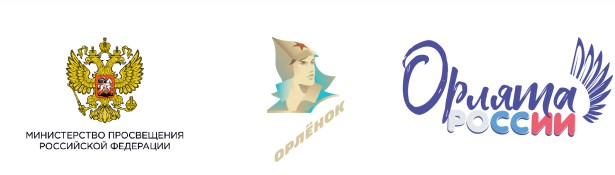 МИНИСТЕРСТВО ПРОСВЕЩЕНИЯ
РОССИЙСКОЙ ФЕДЕРАЦИИ
ОРЛЁНОК
Орлята
РОССИИ